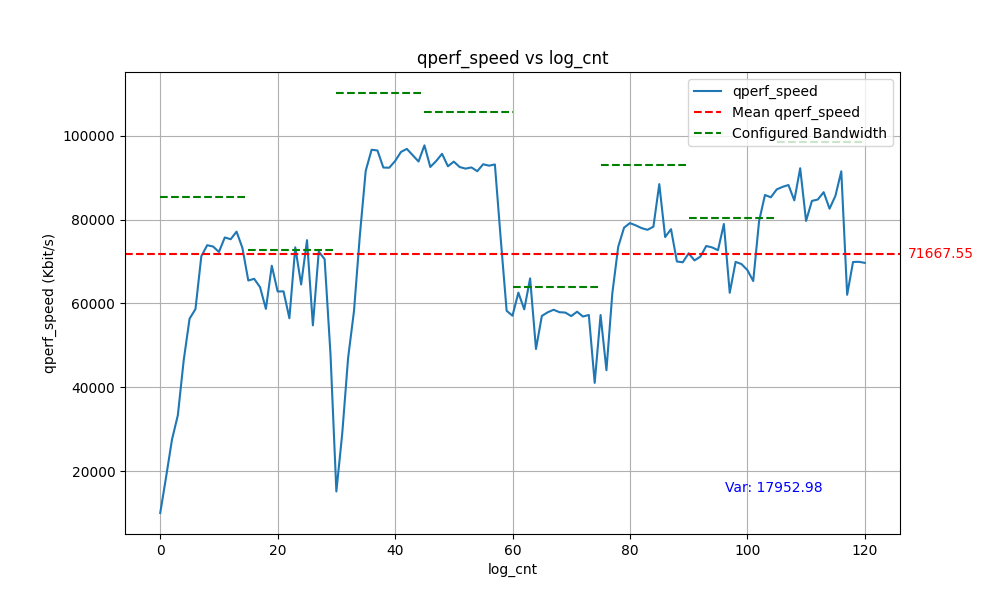 qperf_speed vs log_cnt
qperf_speed
Mean qperf_speed
Configured Bandwidth
qperf_speed (Kbit/s)
100000
80000
60000
40000
20000
71667.55
Var: 17952.98
0 20 40 60 80 100 120
log_cnt